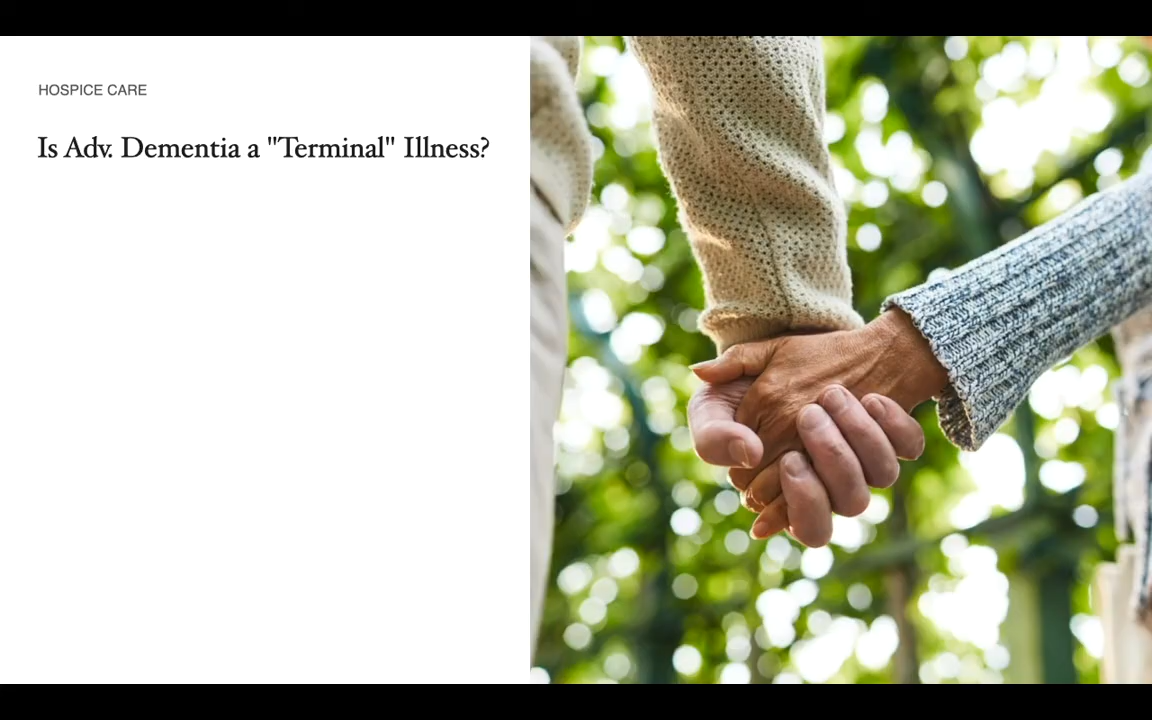 HOSPICE CARE
Is Adv. Dementia a "Terminal" Illness?